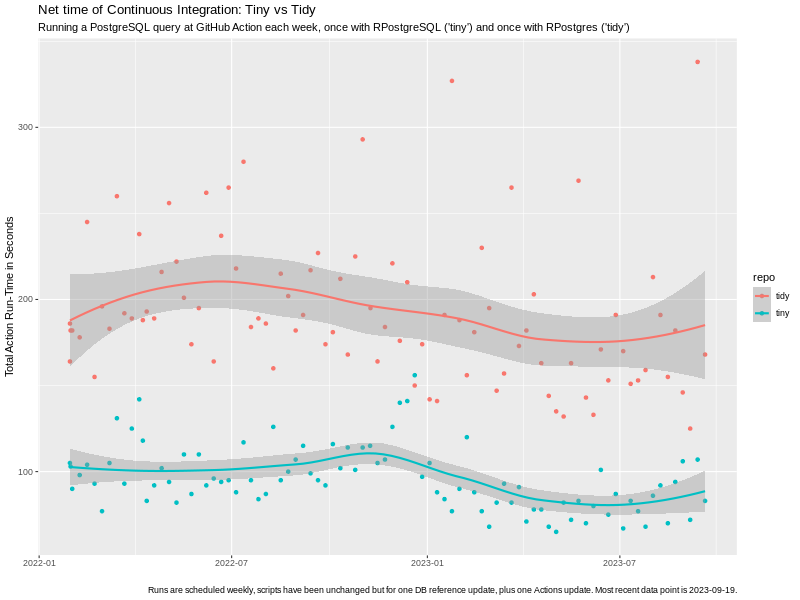 Net time of Continuous Integration: Tiny vs Tidy
Running a PostgreSQL query at GitHub Action each week, once with RPostgreSQL ('tiny') and once with RPostgres ('tidy')
Total Action Run-Time in Seconds
300
200
100
2022-01
2022-07
2023-01
2023-07
repo
tidy
tiny
Runs are scheduled weekly, scripts have been unchanged but for one DB reference update, plus one Actions update. Most recent data point is 2023-09-19.